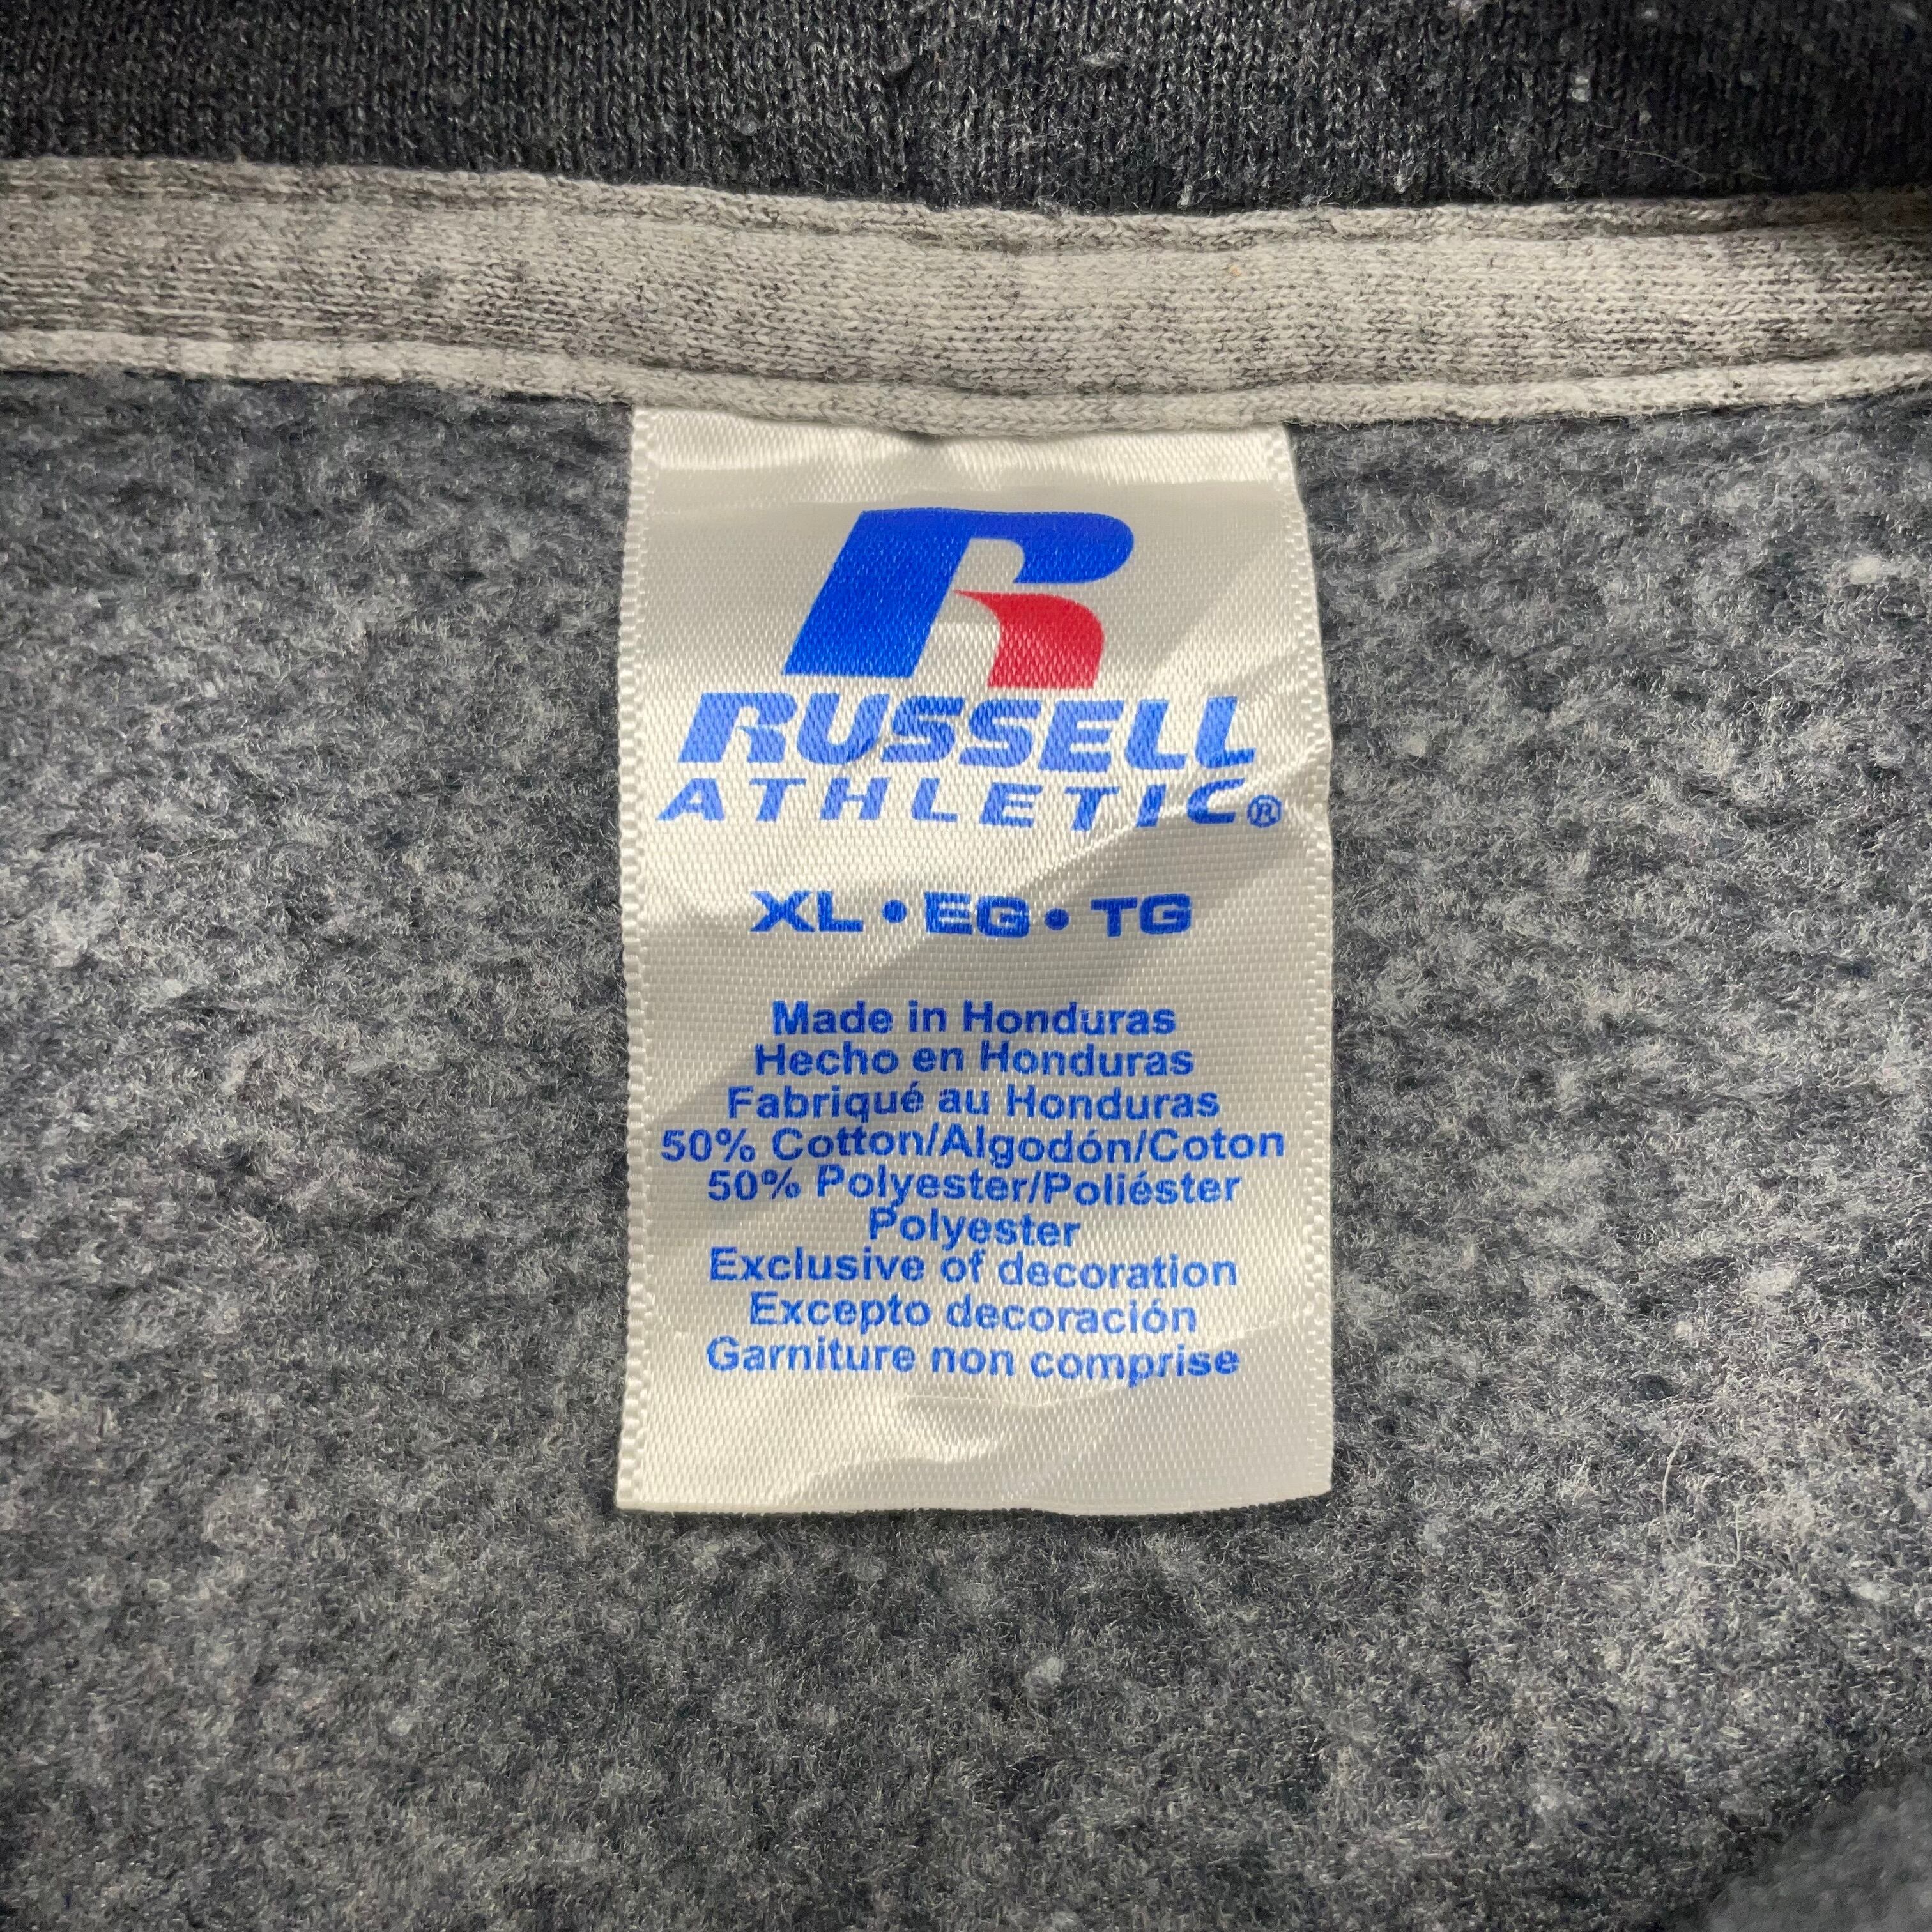 R
RUSSELL
ATHLETIC®
XL • EG • TG
Made in Honduras
Hecho en Honduras
Fabriqué au Honduras
50% Cotton/Algodón/Coton
50% Polyester/Poliéster
Polyester
Exclusive of decoration
Excepto decoración
Garniture non comprise